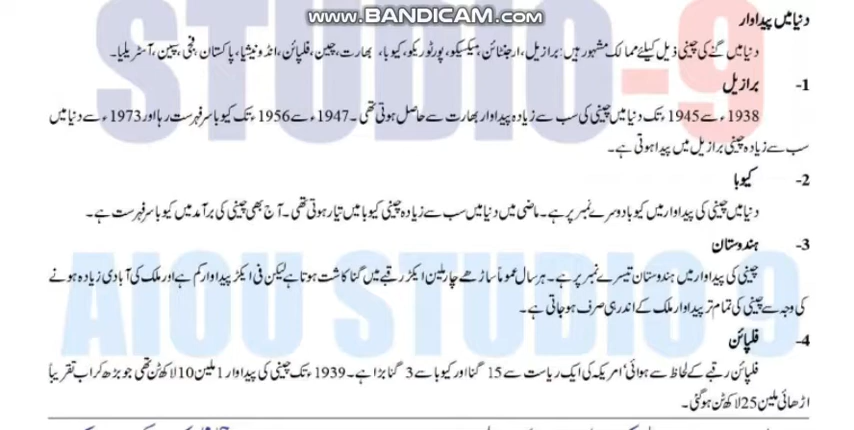 www.BANDICAM.com
STUDIO-9
AIOU STUDIO 9
دنیا میں پیداوار
دنیا میں گنے کی چینی ذیل کیلئے ممالک مشہور ہیں: برازیل، ارجنٹائن، میکسیکو، پورٹوریکو، کیوبا، بھارت، چین، فلپائن، انڈونیشیا، پاکستان، فجی، پین، آسٹریلیا۔
1- برازیل
1938ء سے 1945ء تک دنیا میں چینی کی سب سے زیادہ پیداوار بھارت سے حاصل ہوتی تھی۔ 1947ء سے 1956ء تک کیوبا سرفہرست رہا اور 1973ء سے دنیا میں
سب سے زیادہ چینی برازیل میں پیدا ہوتی ہے۔
2- کیوبا
دنیا میں چینی کی پیداوار میں کیوبا دوسرے نمبر پر ہے۔ ماضی میں دنیا میں سب سے زیادہ چینی کیوبا میں تیار ہوتی تھی۔ آج بھی چینی کی برآمد میں کیوبا سرفہرست ہے۔
3- ہندوستان
چینی کی پیداوار میں ہندوستان تیسرے نمبر پر ہے۔ ہر سال عموماً ساڑھے چار ملین ایکڑ رقبے میں گنا کاشت ہوتا ہے لیکن فی ایکڑ پیداوار کم ہے اور ملک کی آبادی زیادہ ہونے
کی وجہ سے چینی کی تمام تر پیداوار ملک کے اندر ہی صرف ہو جاتی ہے۔
4- فلپائن
فلپائن رقبے کے لحاظ سے ہوائی' امریکہ کی ایک ریاست سے 15 گنا اور کیوبا سے 3 گنا بڑا ہے۔ 1939ء تک چینی کی پیداوار 1 ملین 10 لاکھ ٹن تھی جو بڑھ کر اب تقریباً
اڑھائی ملین 25 لاکھ ٹن ہو گئی۔